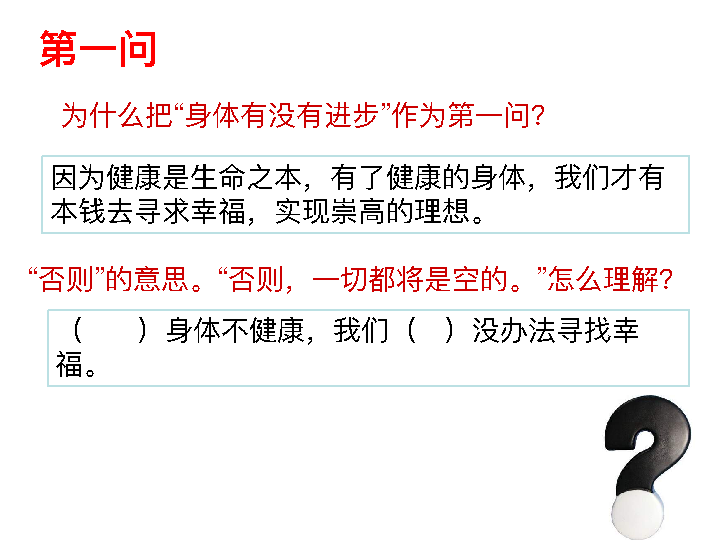 第一问
为什么把“身体有没有进步”作为第一问?
因为健康是生命之本，有了健康的身体，我们才有
本钱去寻求幸福，实现崇高的理想。
“否则”的意思。“否则，一切都将是空的。”怎么理解?
（　　）身体不健康，我们（　）没办法寻找幸
福。